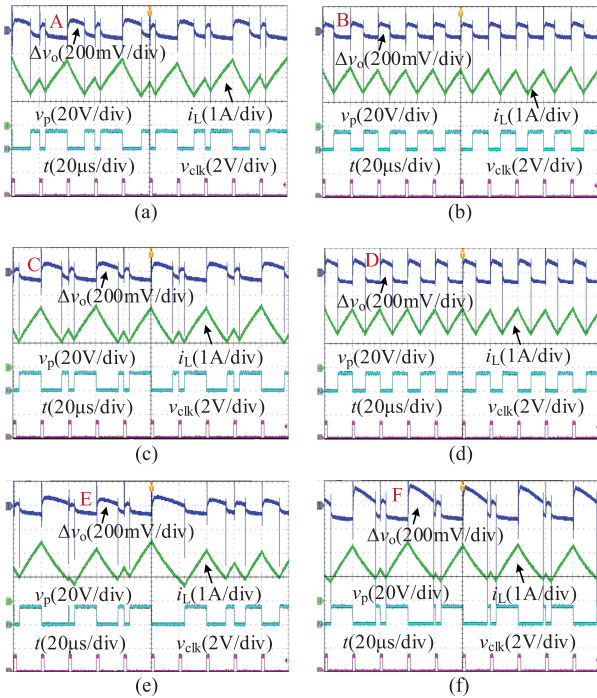 A
Δvo(200mV/div)
vp(20V/div) iL(1A/div)
t(20μs/div) vclk(2V/div)
(a)
B
Δvo(200mV/div)
vp(20V/div) iL(1A/div)
t(20μs/div) vclk(2V/div)
(b)
C
Δvo(200mV/div)
vp(20V/div) iL(1A/div)
t(20μs/div) vclk(2V/div)
(c)
D
Δvo(200mV/div)
vp(20V/div) iL(1A/div)
t(20μs/div) vclk(2V/div)
(d)
E
Δvo(200mV/div)
vp(20V/div) iL(1A/div)
t(20μs/div) vclk(2V/div)
(e)
F
Δvo(200mV/div)
vp(20V/div) iL(1A/div)
t(20μs/div) vclk(2V/div)
(f)